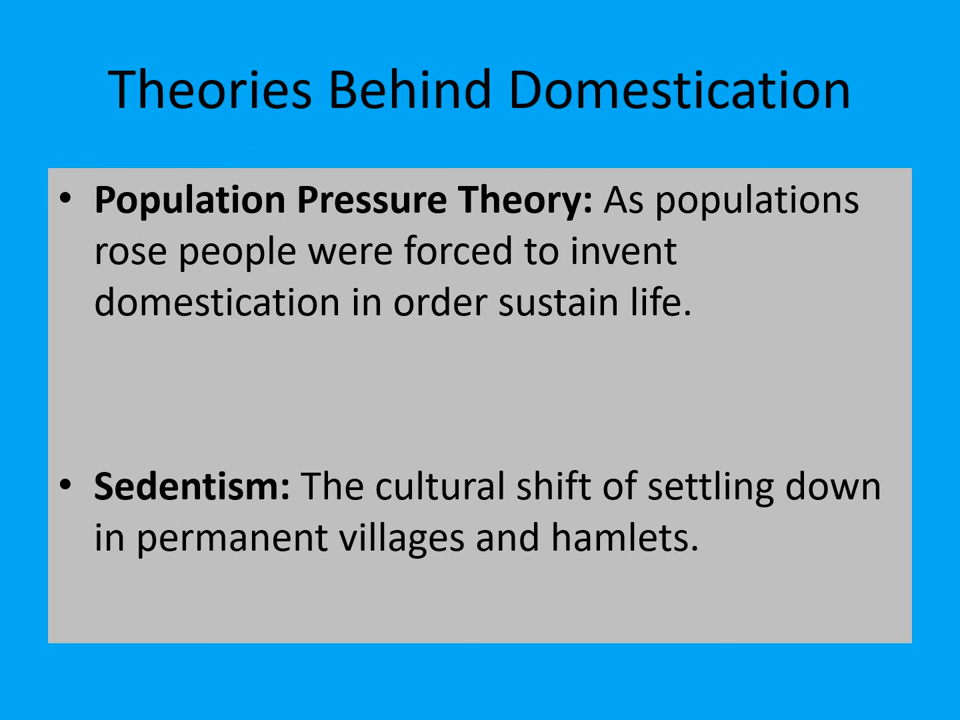 Theories Behind Domestication
• Population Pressure Theory: As populations
rose people were forced to invent
domestication in order sustain life.
• Sedentism: The cultural shift of settling down
in permanent villages and hamlets.